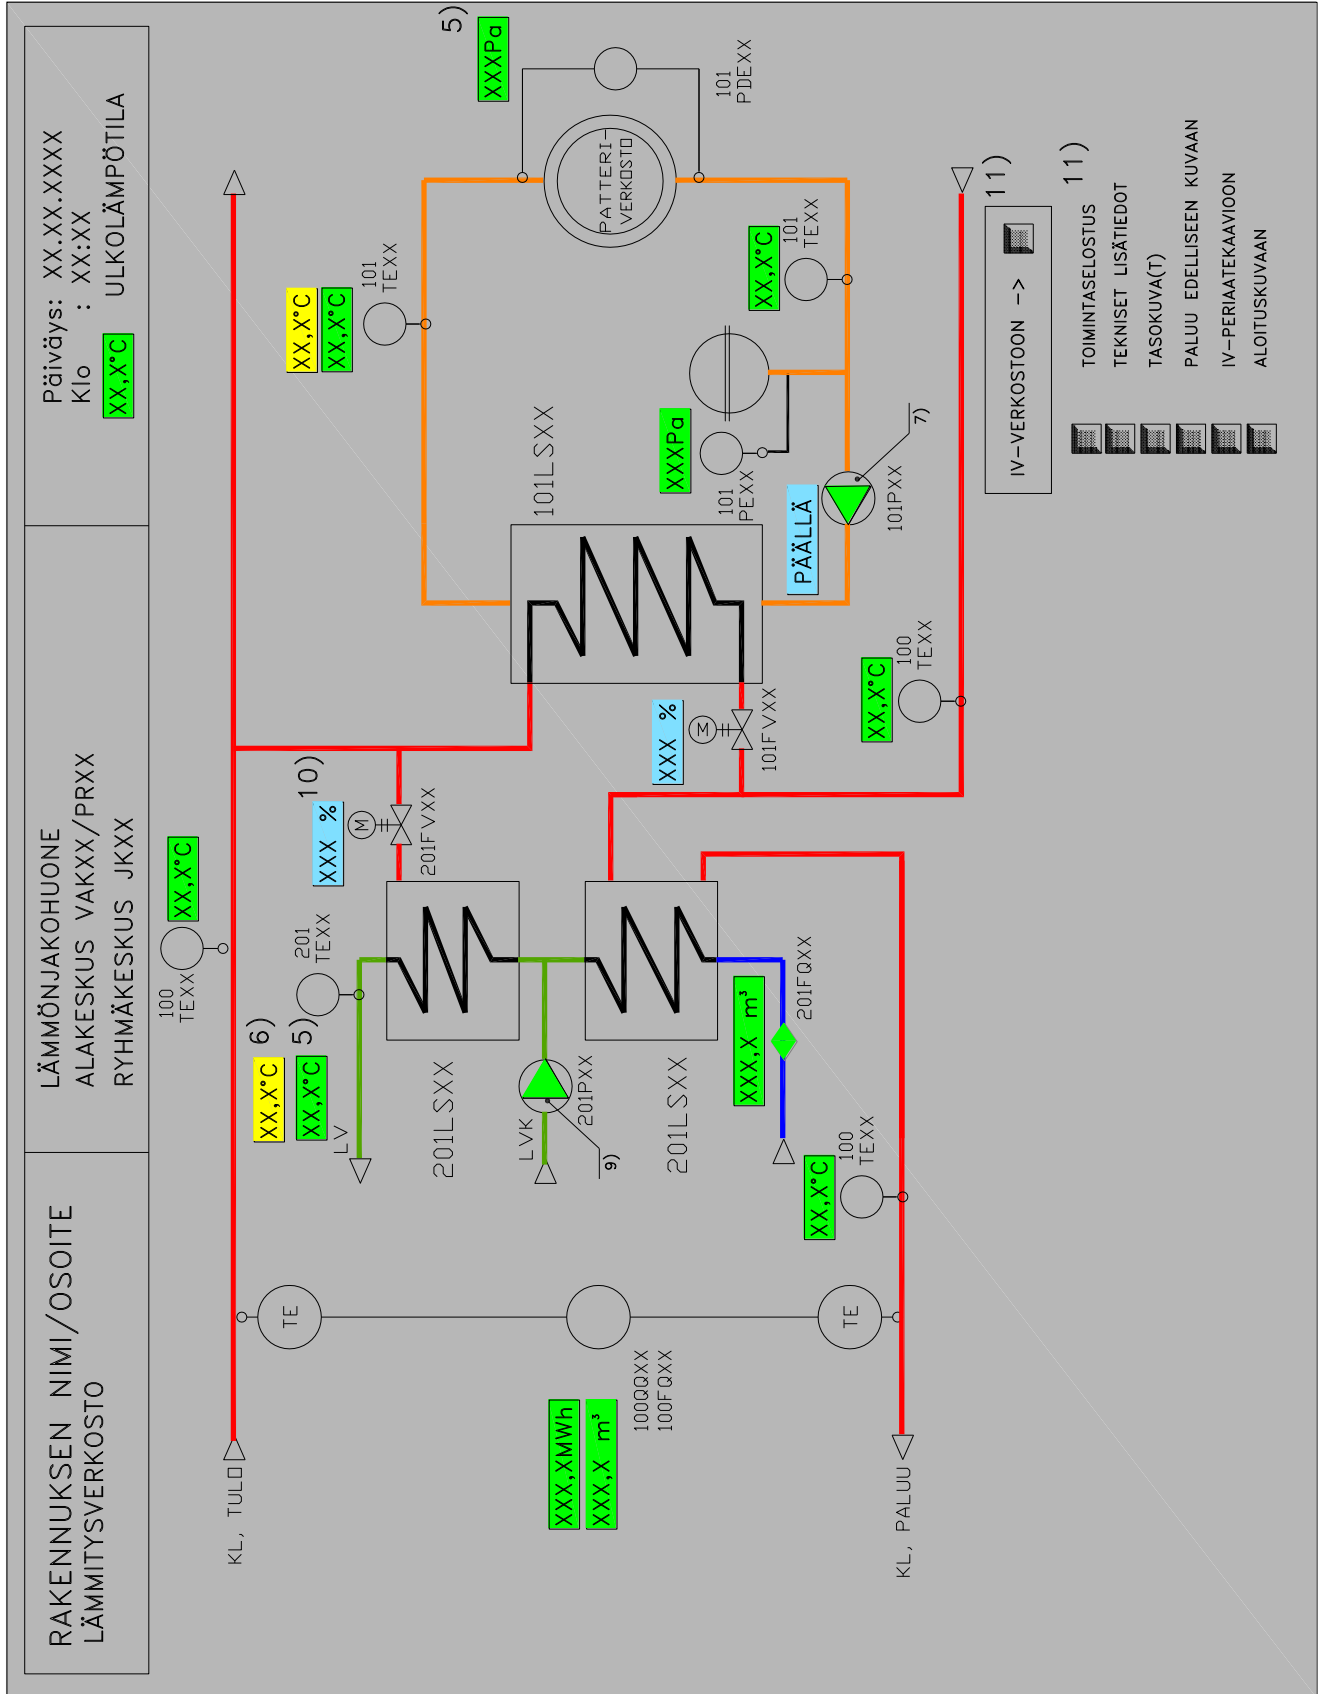 RAKENNUKSEN NIMI/OSOITE
LÄMMITYSVERKOSTO
LÄMMÖNJAKOHUONE
ALAKESKUS VAKXX/PRXX
RYHMÄKESKUS JKXX
Päiväys: XX.XX.XXXX
Klo : XX:XX
XX,X°C ULKOLÄMPÖTILA
KL, TULO
100
TEXX
XX,X°C
TE
XX,X°C 6)
XX,X°C 5)
LV
201
TEXX
XXX % 10)
M
201FVXX
201LSXX
LVK
201PXX
9)
201LSXX
XXX,X m³
201FQXX
XXX,XMWh
XXX,X m³
100QQXX
100FQXX
TE
XX,X°C
100
TEXX
KL, PALUU
XX,X°C
XX,X°C
101
TEXX
XXXPa
5)
PATTERI-
VERKOSTO
101
PDEXX
101LSXX
XXXPa
101
PEXX
XX,X°C
101
TEXX
PÄÄLLÄ
101PXX
7)
XXX %
M
101FVXX
XX,X°C
100
TEXX
IV-VERKOSTOON ->
11)
11)
TOIMINTASELOSTUS
TEKNISET LISÄTIEDOT
TASOKUVA(T)
PALUU EDELLISEEN KUVAAN
IV-PERIAATEKAAVIOON
ALOITUSKUVAAN